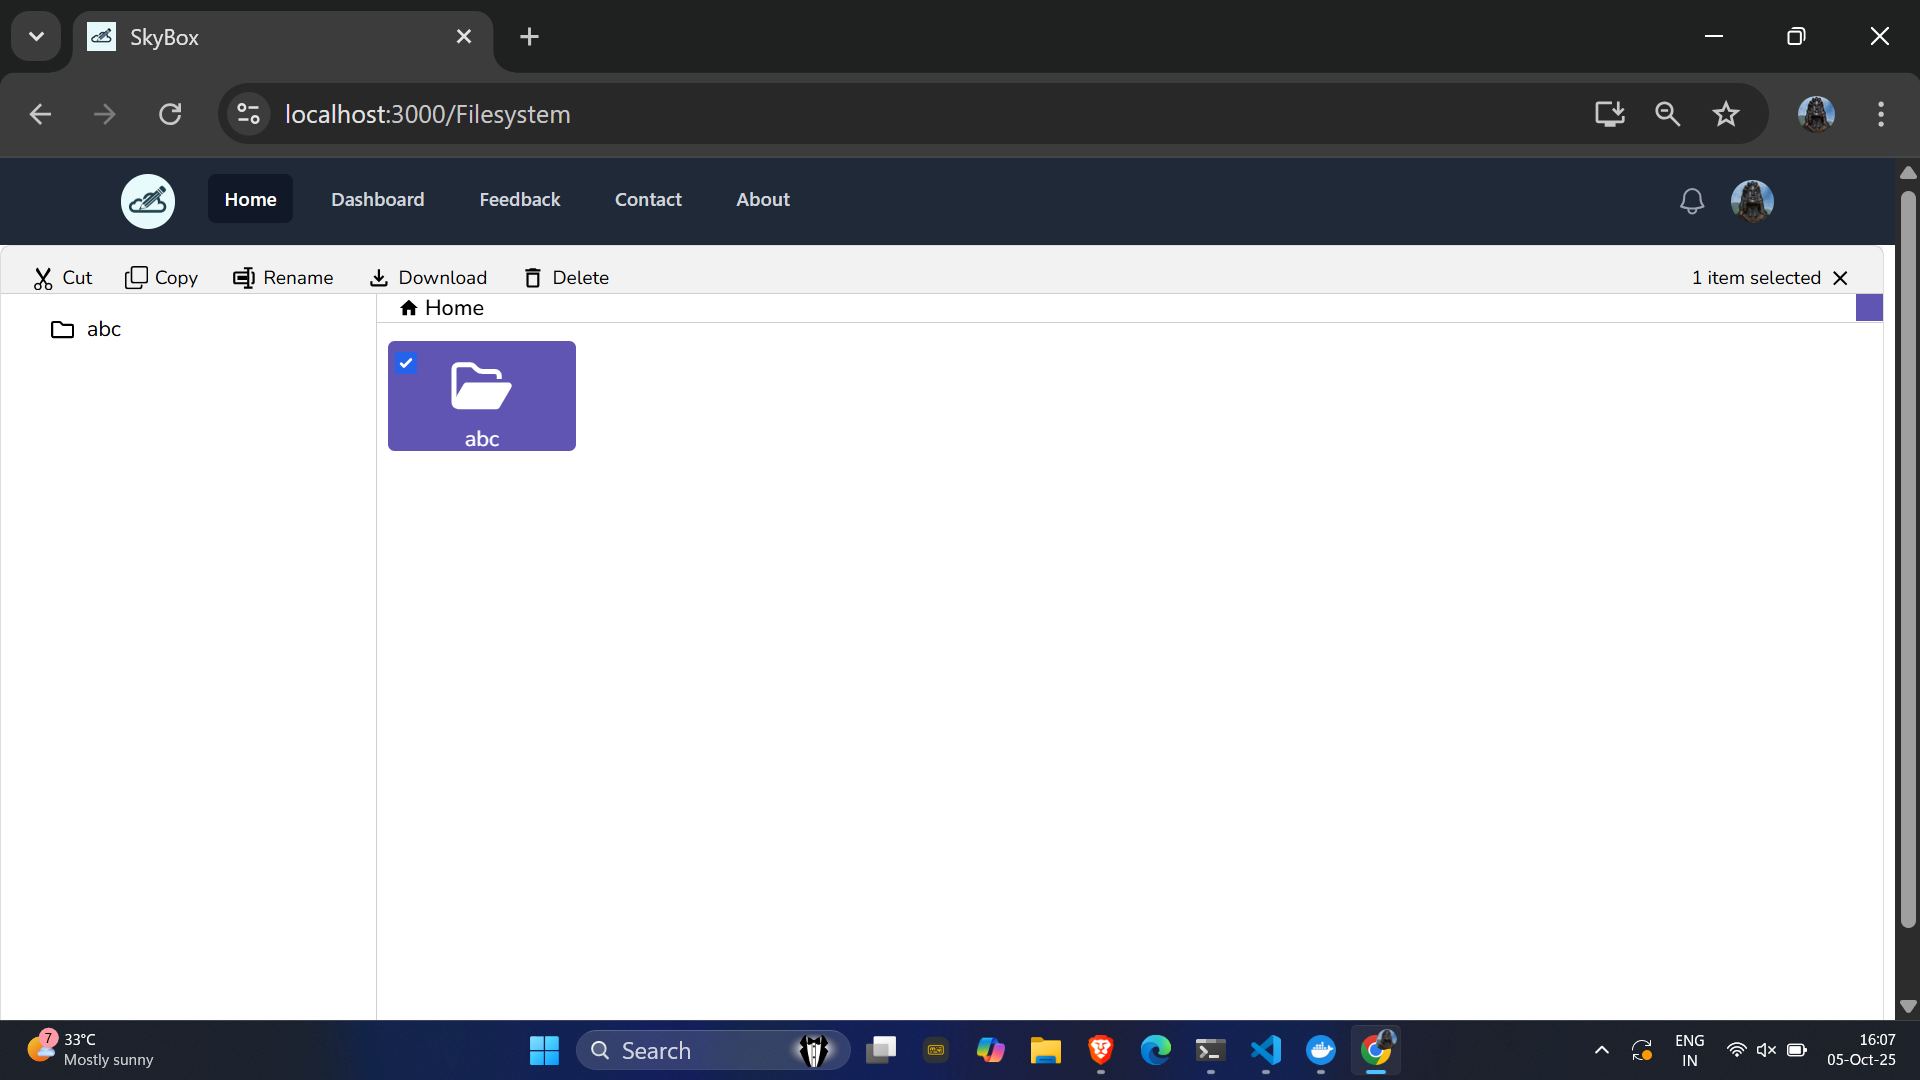 SkyBox
localhost:3000/Filesystem
Home Dashboard Feedback Contact About
Cut Copy Rename Download Delete 1 item selected
abc
Home
abc
7
33°C
Mostly sunny
Search
ENG
IN
16:07
05-Oct-25